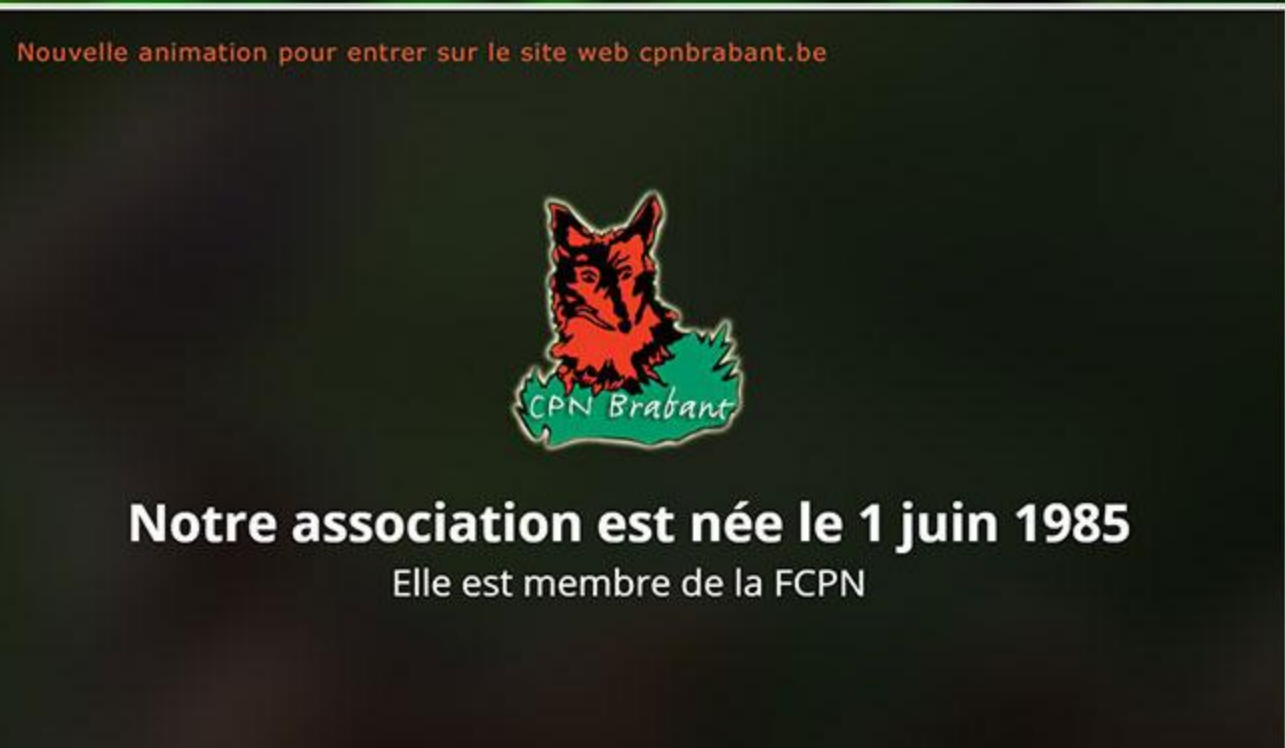 Nouvelle animation pour entrer sur le site web cpnbrabant.be
CPN Brabant
Notre association est née le 1 juin 1985
Elle est membre de la FCPN